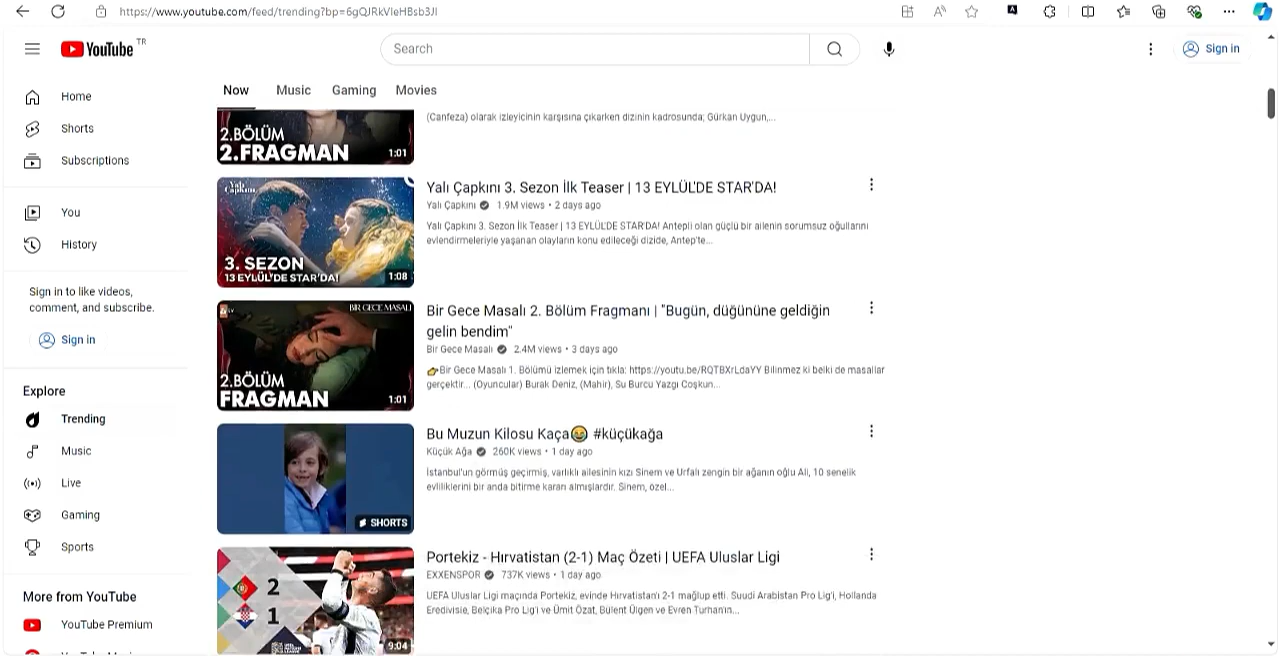 https://www.youtube.com/feed/trending?bp=6gQJRkVleHBsb3JI
YouTube TR
Search
Sign in
Home
Shorts
Subscriptions
You
History
Sign in to like videos,
comment, and subscribe.
Sign in
Explore
Trending
Music
Live
Gaming
Sports
More from YouTube
YouTube Premium
Now Music Gaming Movies
2.BÖLÜM
2.FRAGMAN
1:01
(Canfeza) olarak izleyicinin karşısına çıkarken dizinin kadrosunda; Gürkan Uygun,...
Yalı Çapkını
3. SEZON
13 EYLÜL'DE STAR'DA!
1:08
Yalı Çapkını 3. Sezon İlk Teaser | 13 EYLÜL'DE STAR'DA!
Yalı Çapkını 1.9M views • 2 days ago
Yalı Çapkını 3. Sezon İlk Teaser | 13 EYLÜL'DE STAR'DA! Antepli olan güçlü bir ailenin sorumsuz oğullarını
evlendirmeleriyle yaşanan olayların konu edileceği dizide, Antep'te...
atv
BİR GECE MASALI
2.BÖLÜM
FRAGMAN
1:01
Bir Gece Masalı 2. Bölüm Fragmanı | "Bugün, düğününe geldiğin
gelin bendim"
Bir Gece Masalı 2.4M views • 3 days ago
👉Bir Gece Masalı 1. Bölümü izlemek için tıkla: https://youtu.be/RQTBXrLdaYY Bilinmez ki belki de masallar
gerçektir... (Oyuncular) Burak Deniz, (Mahir), Su Burcu Yazgı Coşkun...
SHORTS
Bu Muzun Kilosu Kaça😂 #küçükağa
Küçük Ağa 260K views • 1 day ago
İstanbul'un görmüş geçirmiş, varlıklı ailesinin kızı Sinem ve Urfalı zengin bir ağanın oğlu Ali, 10 senelik
evliliklerini bir anda bitirme kararı almışlardır. Sinem, özel...
2
1
9:04
Portekiz - Hırvatistan (2-1) Maç Özeti | UEFA Uluslar Ligi
EXXENSPOR 737K views • 1 day ago
UEFA Uluslar Ligi maçında Portekiz, evinde Hırvatistan'ı 2-1 mağlup etti. Suudi Arabistan Pro Lig'i, Hollanda
Eredivisie, Belçika Pro Lig'i ve Ümit Özat, Bülent Ülgen ve Evren Turhan'ın...